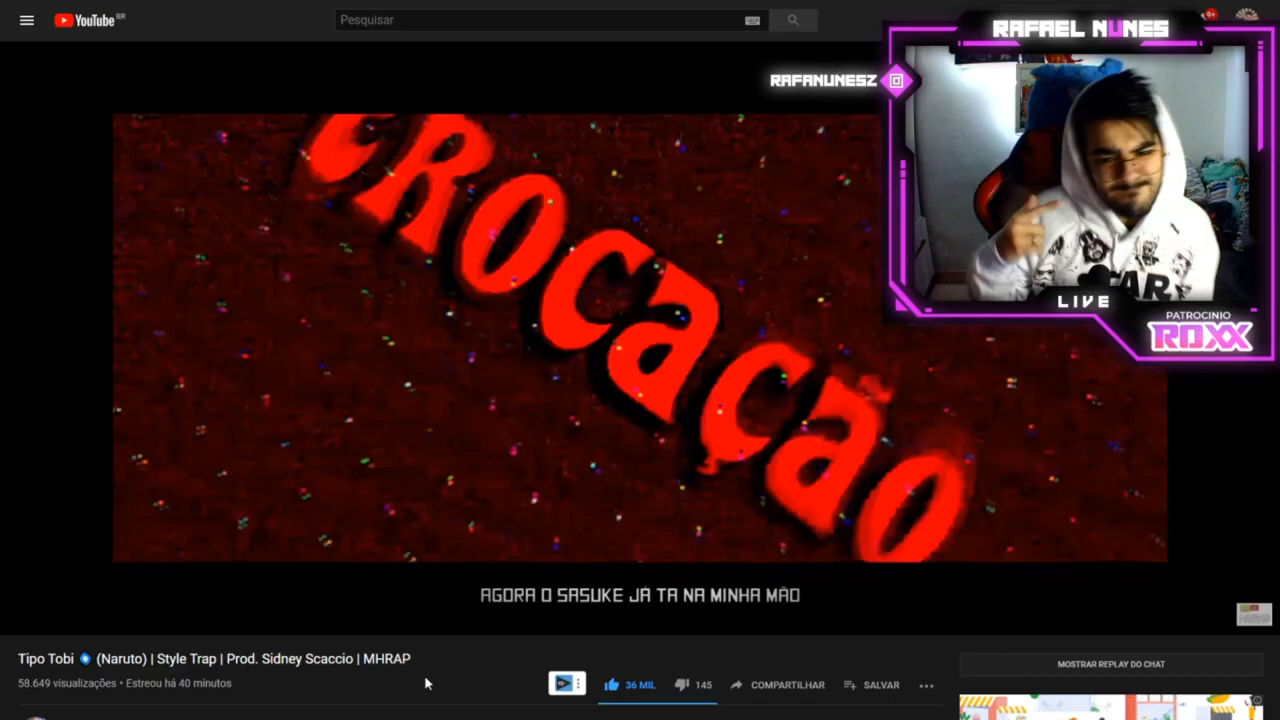 YouTube BR
Pesquisar
9+
RAFAEL NUNES
RAFANUNESZ
CROCAÇÃO
LIVE
PATROCINIO
ROXX
AGORA O SASUKE JÁ TA NA MINHA MÃO
Tipo Tobi (Naruto) | Style Trap | Prod. Sidney Scaccio | MHRAP
58.649 visualizações • Estreou há 40 minutos
36 MIL
145
COMPARTILHAR
SALVAR
MOSTRAR REPLAY DO CHAT